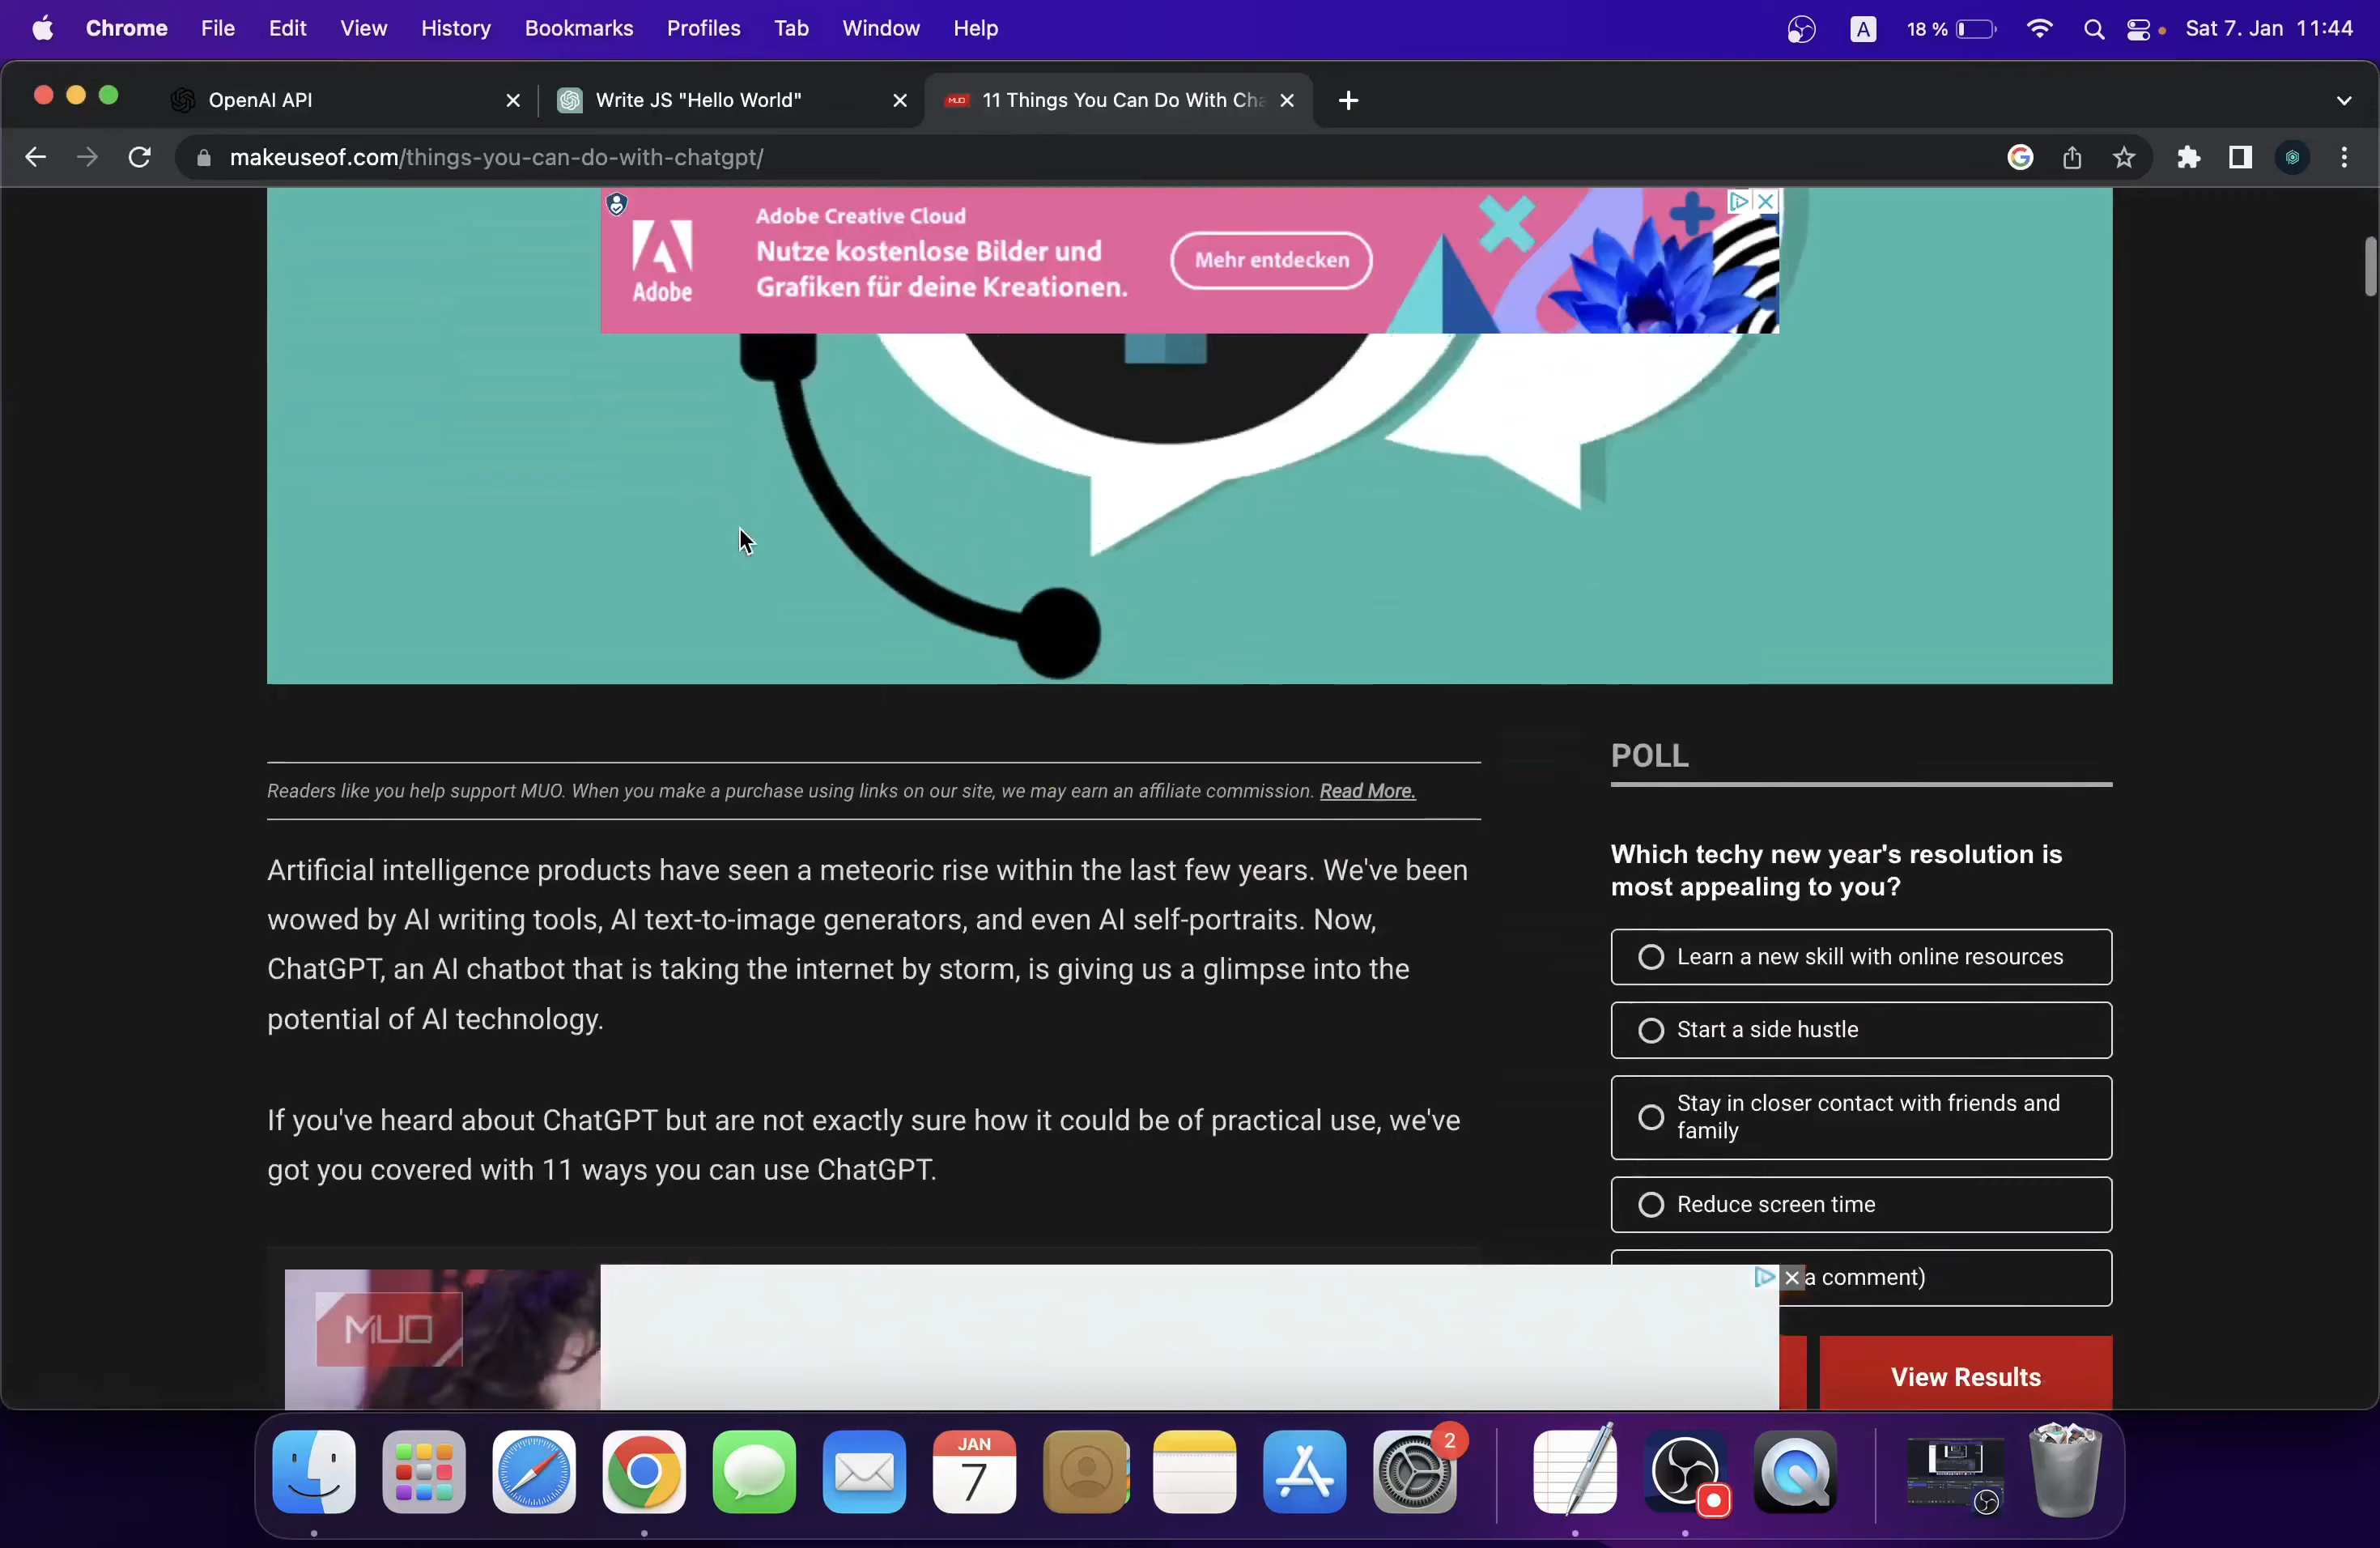 Chrome File Edit View History Bookmarks Profiles Tab Window Help
A 18 % Sat 7. Jan 11:44
OpenAI API
Write JS "Hello World"
MUO 11 Things You Can Do With Cha
makeuseof.com/things-you-can-do-with-chatgpt/
Adobe
Adobe Creative Cloud
Nutze kostenlose Bilder und
Grafiken für deine Kreationen.
Mehr entdecken
Readers like you help support MUO. When you make a purchase using links on our site, we may earn an affiliate commission. Read More.
Artificial intelligence products have seen a meteoric rise within the last few years. We've been
wowed by AI writing tools, AI text-to-image generators, and even AI self-portraits. Now,
ChatGPT, an AI chatbot that is taking the internet by storm, is giving us a glimpse into the
potential of AI technology.
If you've heard about ChatGPT but are not exactly sure how it could be of practical use, we've
got you covered with 11 ways you can use ChatGPT.
MUO
POLL
Which techy new year's resolution is
most appealing to you?
Learn a new skill with online resources
Start a side hustle
Stay in closer contact with friends and
family
Reduce screen time
a comment)
View Results
JAN
7
2